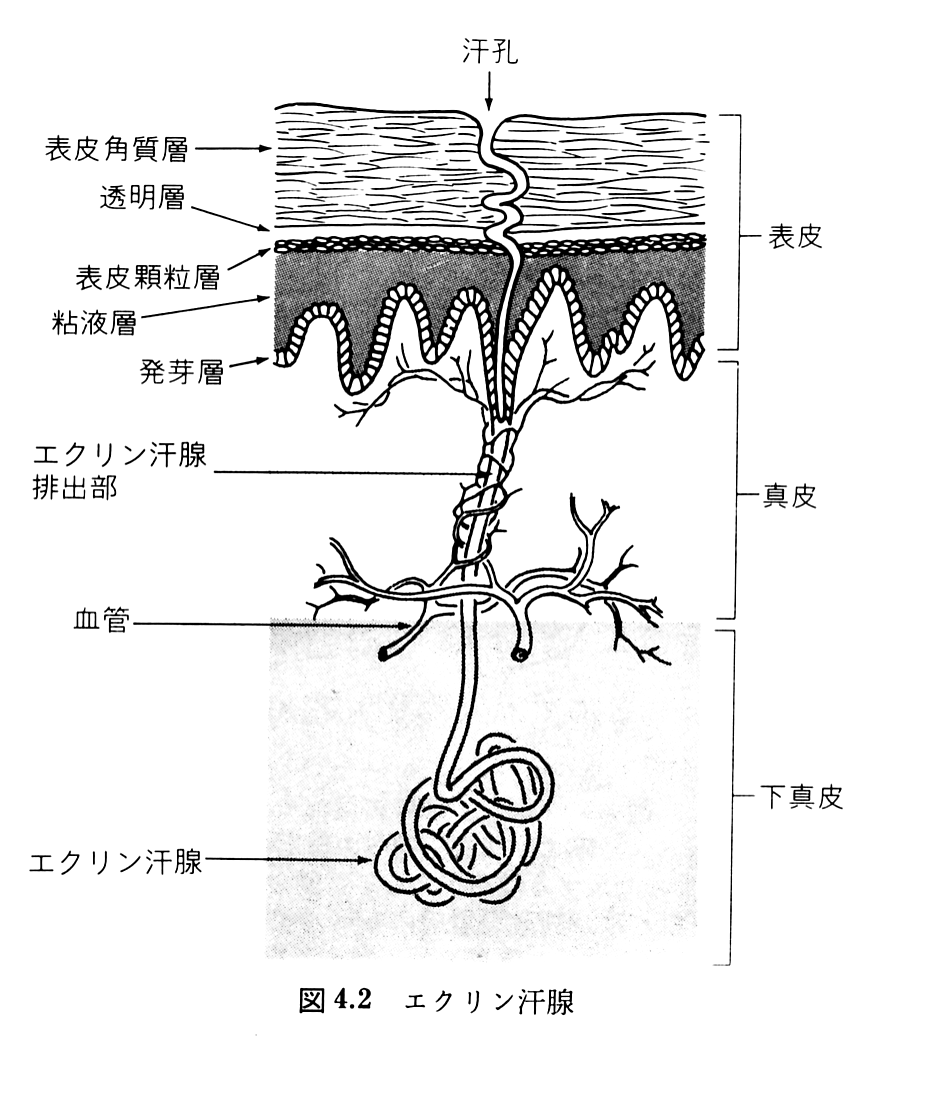 汗孔
表皮角質層
透明層
表皮
表皮顆粒層
粘液層
発芽層
エクリン汗腺
排出部
真皮
血管
下真皮
エクリン汗腺
図4.2 エクリン汗腺